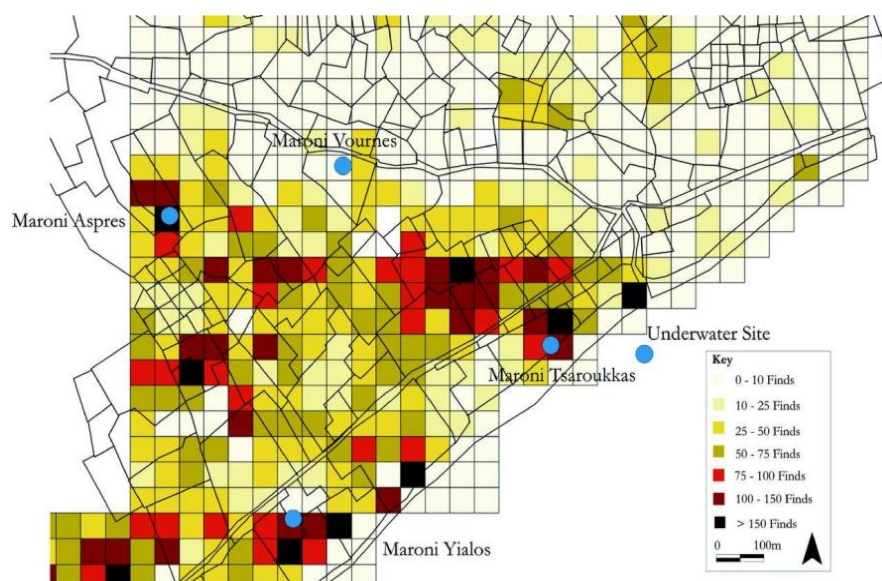 Maroni Vournes
Maroni Aspres
Underwater Site
Maroni Tsaroukkas
Maroni Yialos
Key
0 - 10 Finds
10 - 25 Finds
25 - 50 Finds
50 - 75 Finds
75 - 100 Finds
100 - 150 Finds
> 150 Finds
0 100m